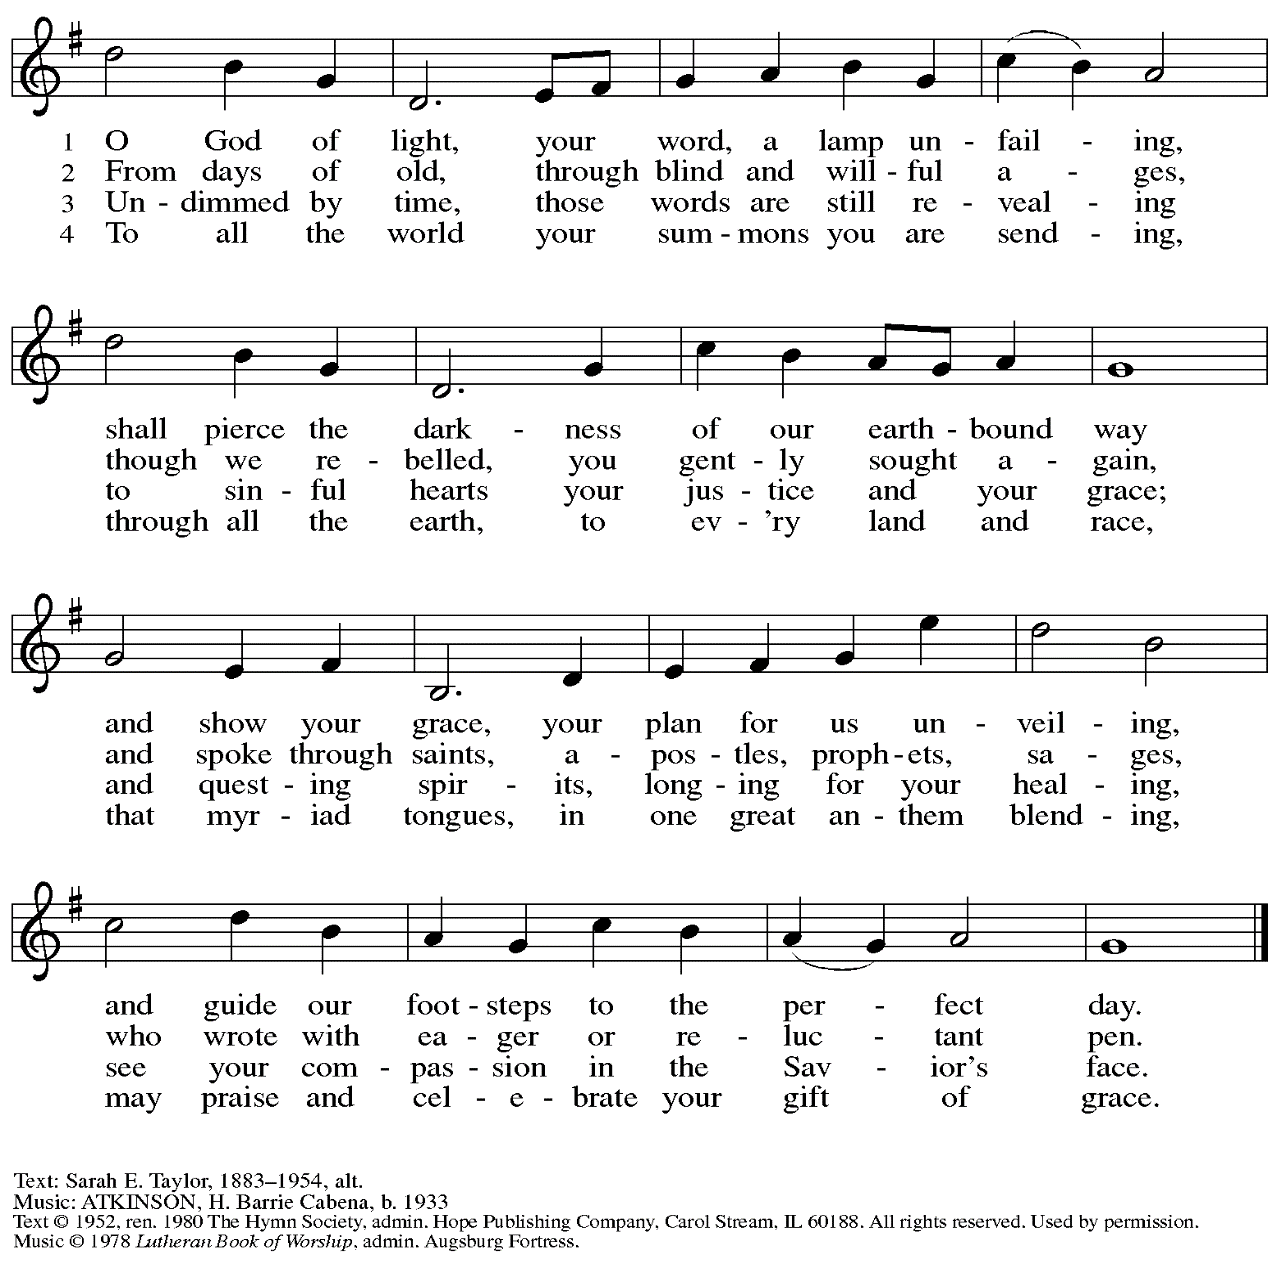 1 O God of light, your word, a lamp un - fail - ing,
2 From days of old, through blind and will - ful a - ges,
3 Un - dimmed by time, those words are still re - veal - ing
4 To all the world your sum - mons you are send - ing,
shall pierce the dark - ness of our earth - bound way
though we re - belled, you gent - ly sought a - gain,
to sin - ful hearts your jus - tice and your grace;
through all the earth, to ev - 'ry land and race,
and show your grace, your plan for us un - veil - ing,
and spoke through saints, a - pos - tles, proph - ets, sa - ges,
and quest - ing spir - its, long - ing for your heal - ing,
that myr - iad tongues, in one great an - them blend - ing,
and guide our foot - steps to the per - fect day.
who wrote with ea - ger or re - luc - tant pen.
see your com - pas - sion in the Sav - ior's face.
may praise and cel - e - brate your gift of grace.
Text: Sarah E. Taylor, 1883–1954, alt.
Music: ATKINSON, H. Barrie Cabena, b. 1933
Text © 1952, ren. 1980 The Hymn Society, admin. Hope Publishing Company, Carol Stream, IL 60188. All rights reserved. Used by permission.
Music © 1978 Lutheran Book of Worship, admin. Augsburg Fortress.